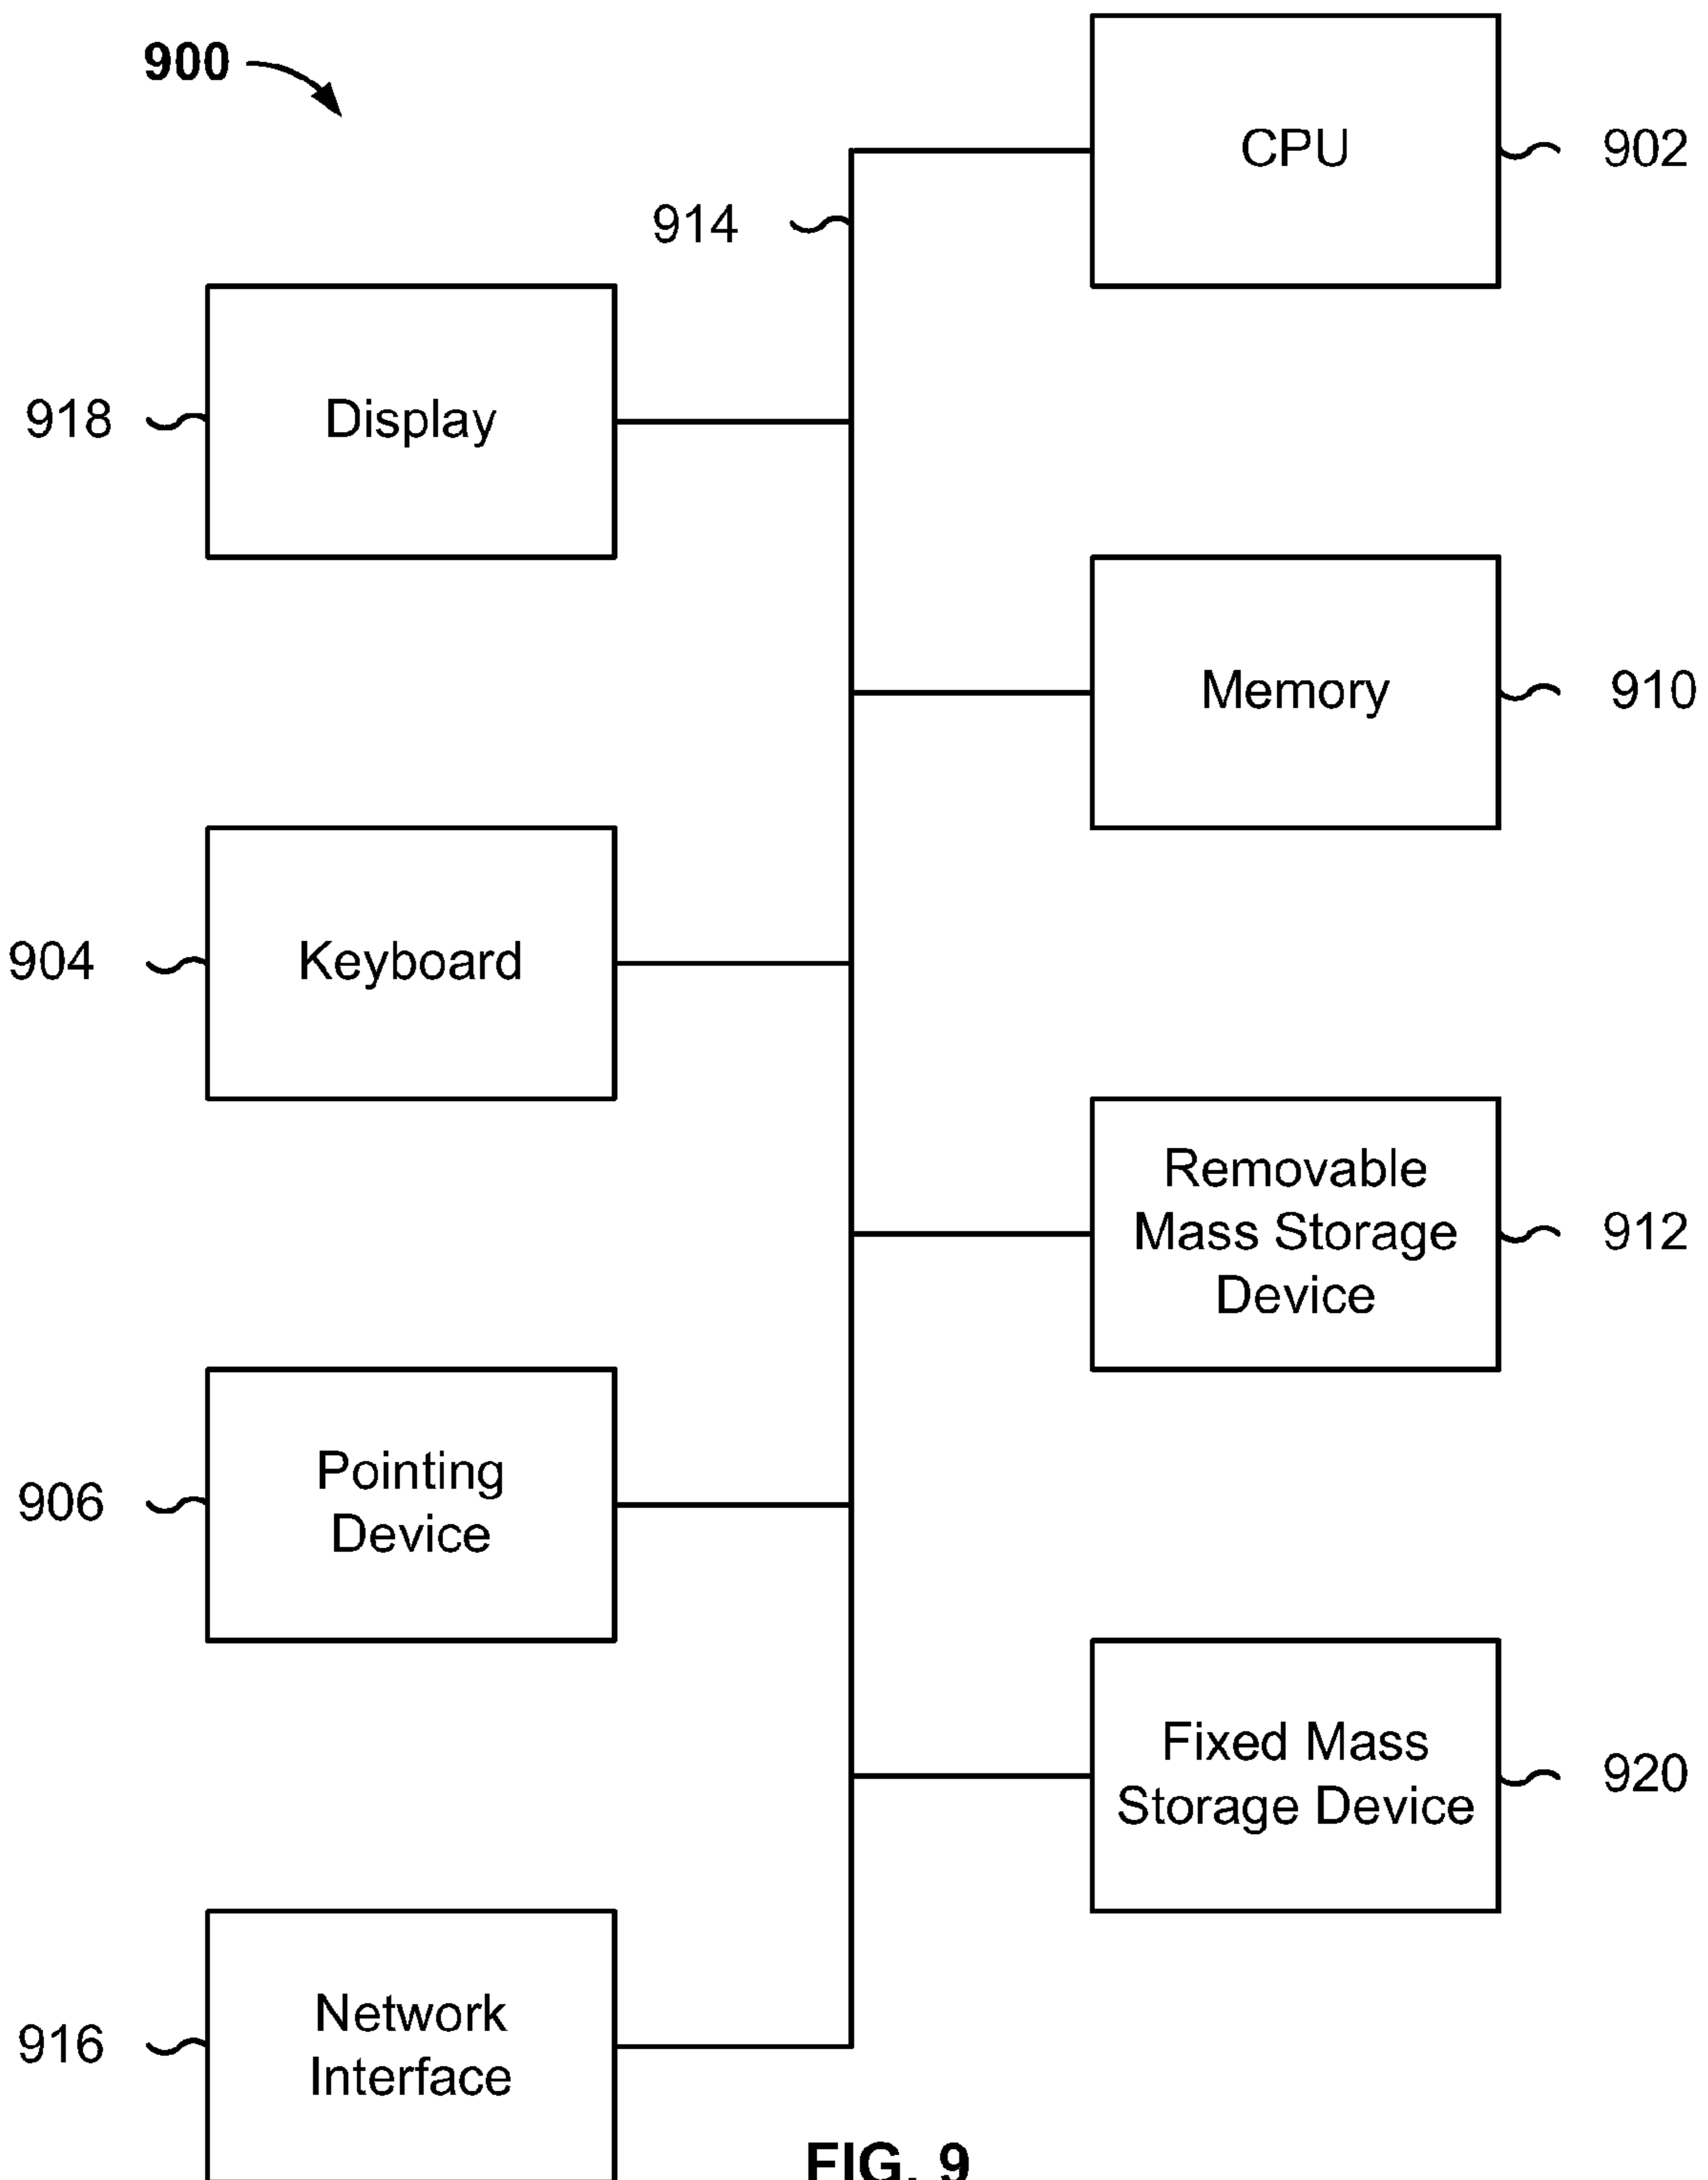 900
CPU
902
914
918
Display
Memory
910
904
Keyboard
Removable
Mass Storage
Device
912
906
Pointing
Device
Fixed Mass
Storage Device
920
916
Network
Interface
FIG. 9